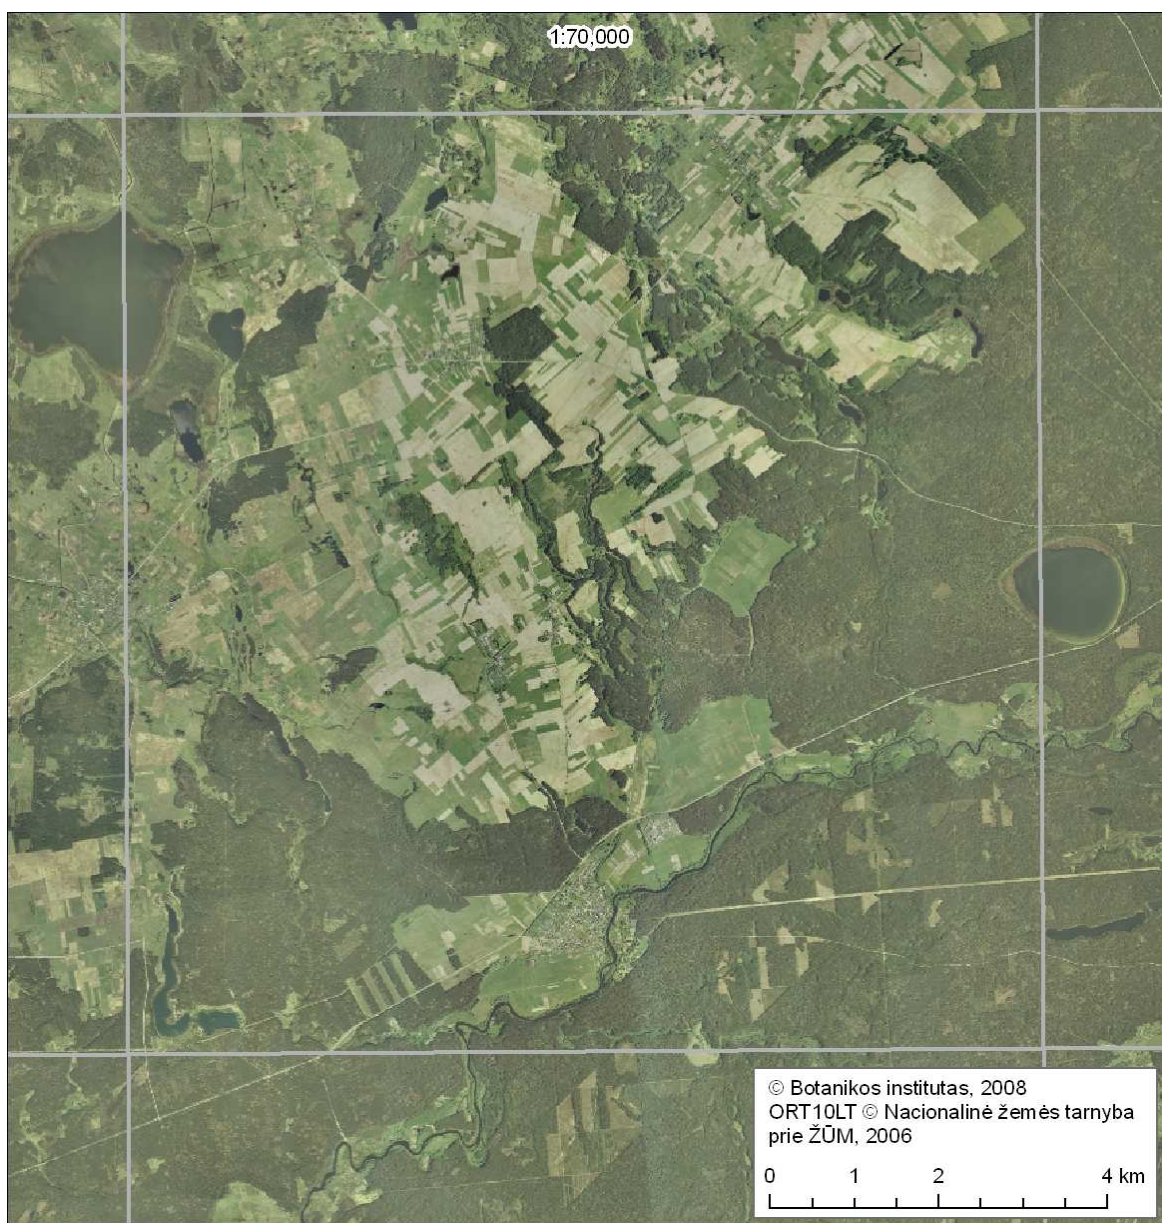 1:70,000
© Botanikos institutas, 2008
ORT10LT © Nacionalinė žemės tarnyba
prie ŽŪM, 2006
0 1 2 4 km